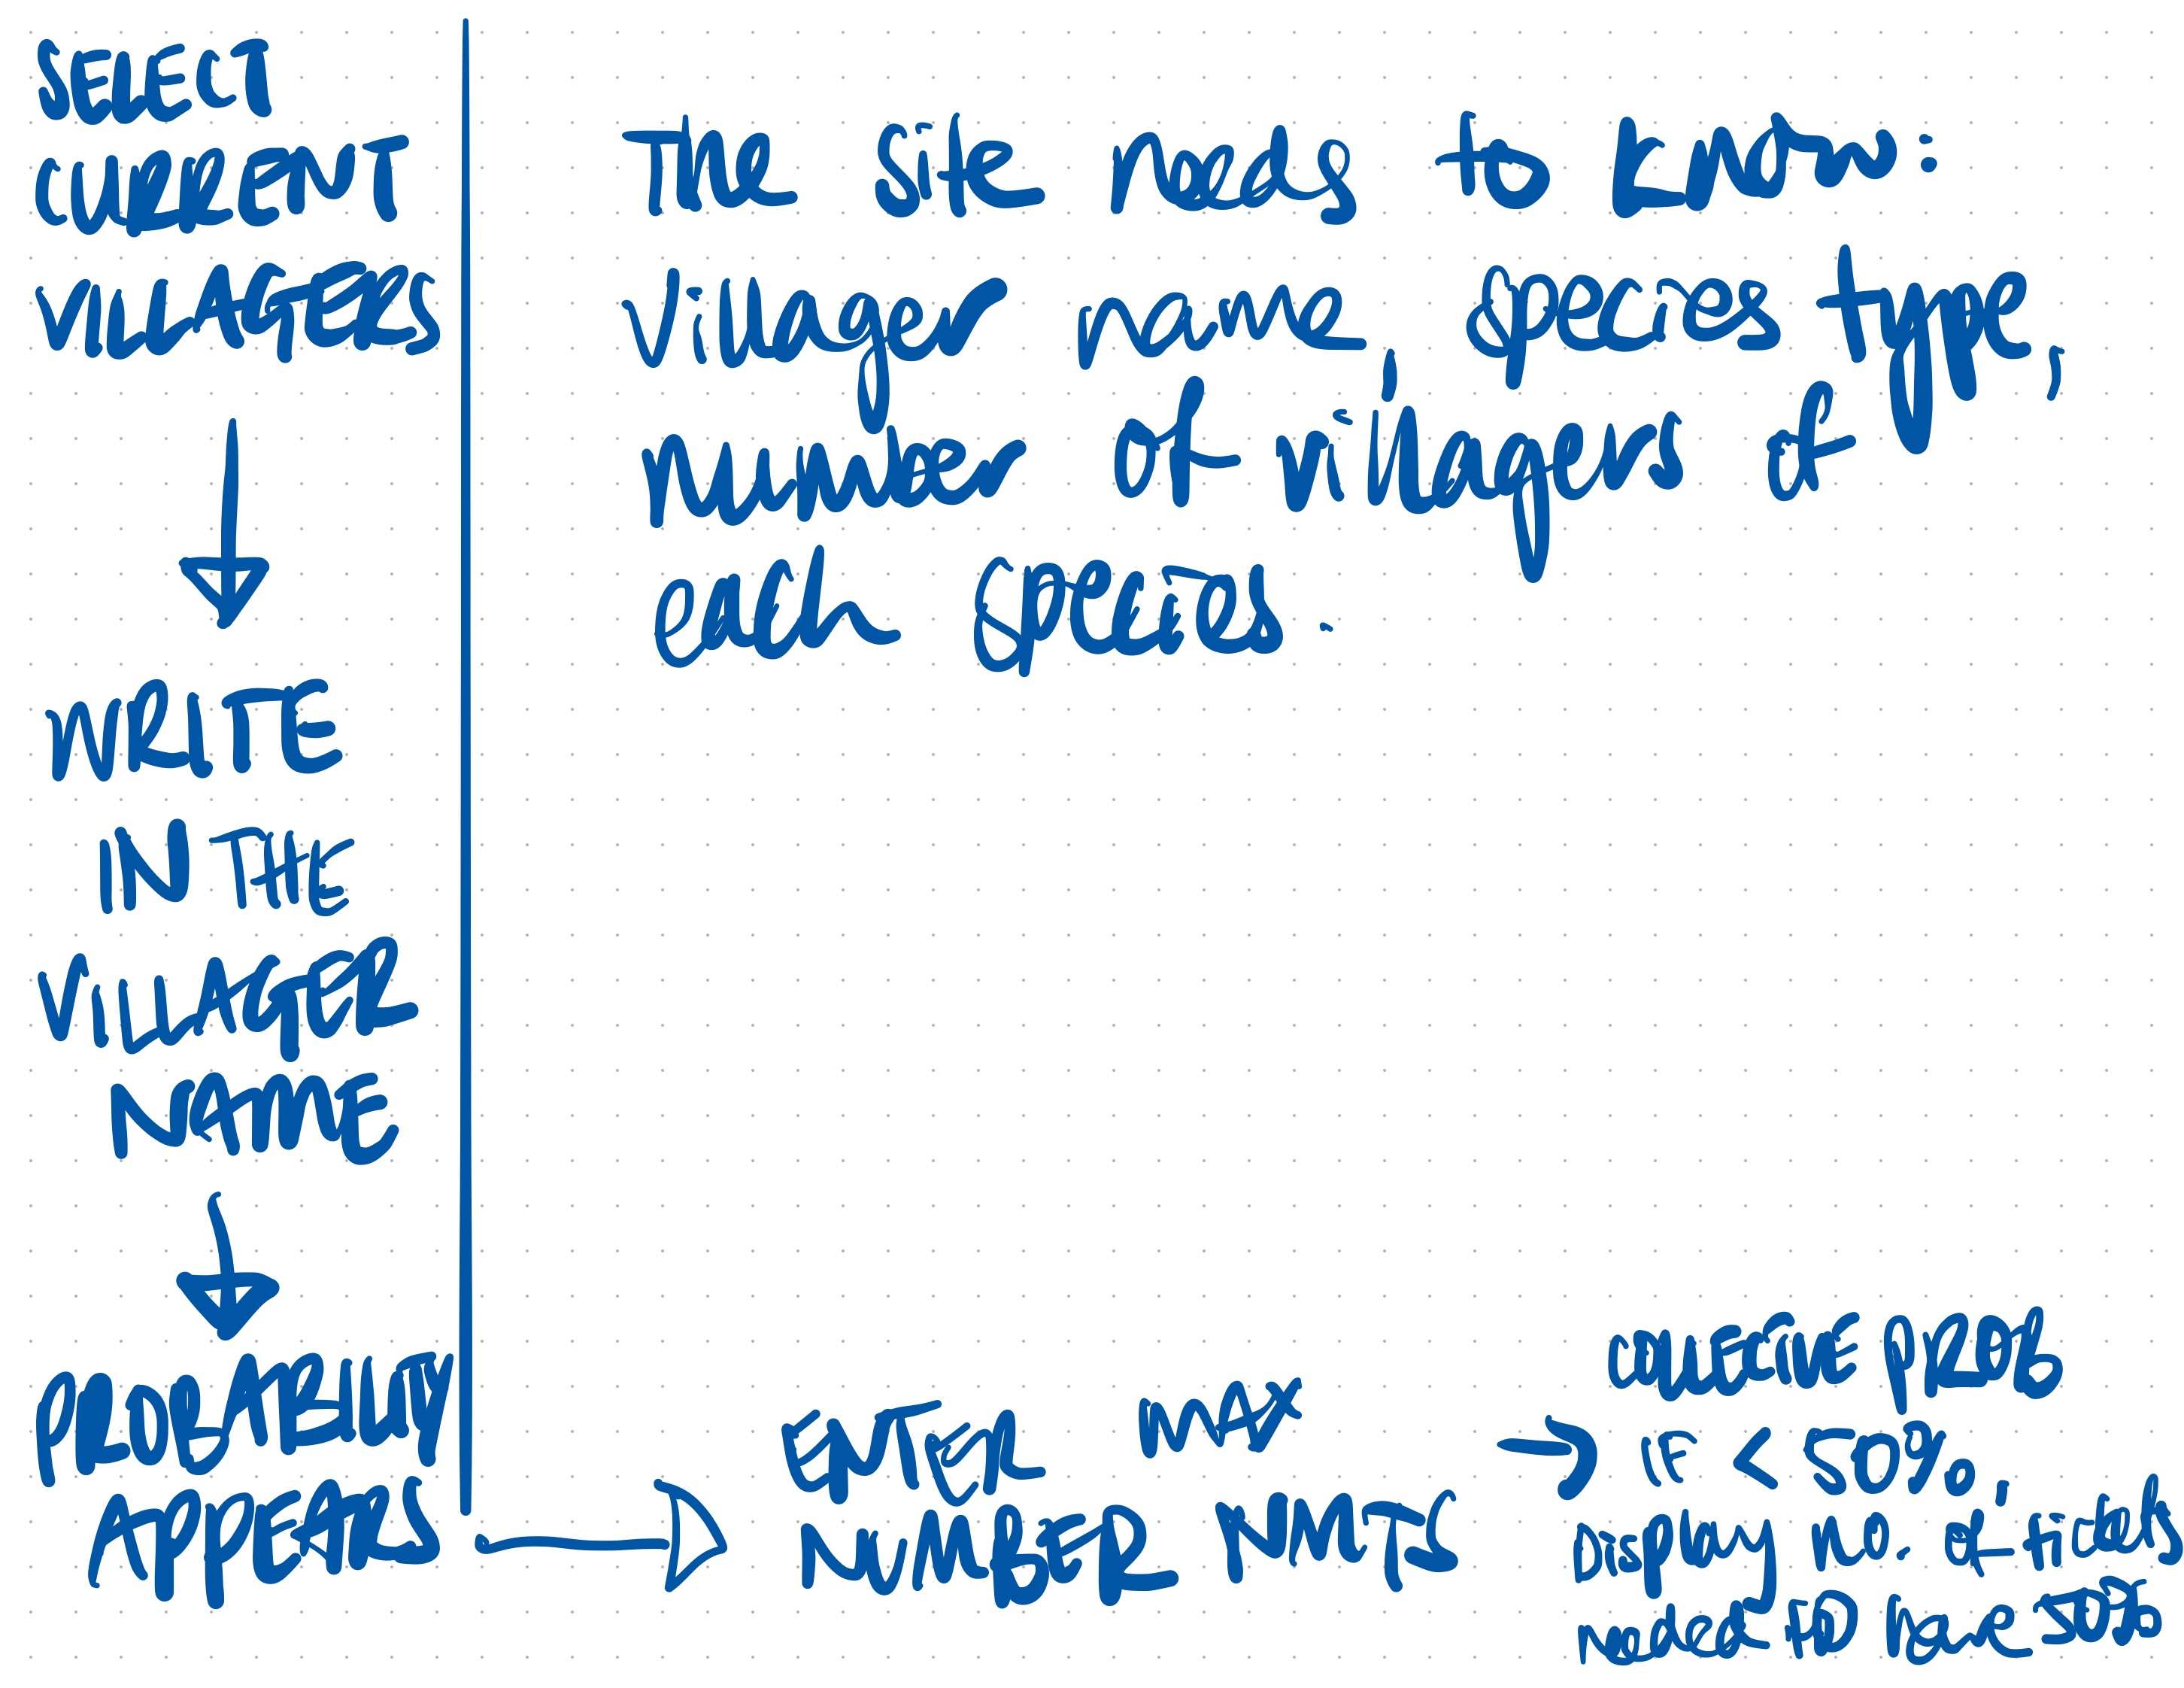 SELECT
CURRENT
VILLAGERS
WRITE
IN THE
VILLAGER
NAME
PROBABILITY
APPEARS
The site needs to know:
Villager name, species type,
number of villagers of
each species.
ENTER MAX
NUMBER NMTS
CALCULATE PROB
IF < 50%,
Display no. of tickets
needed to have 50%